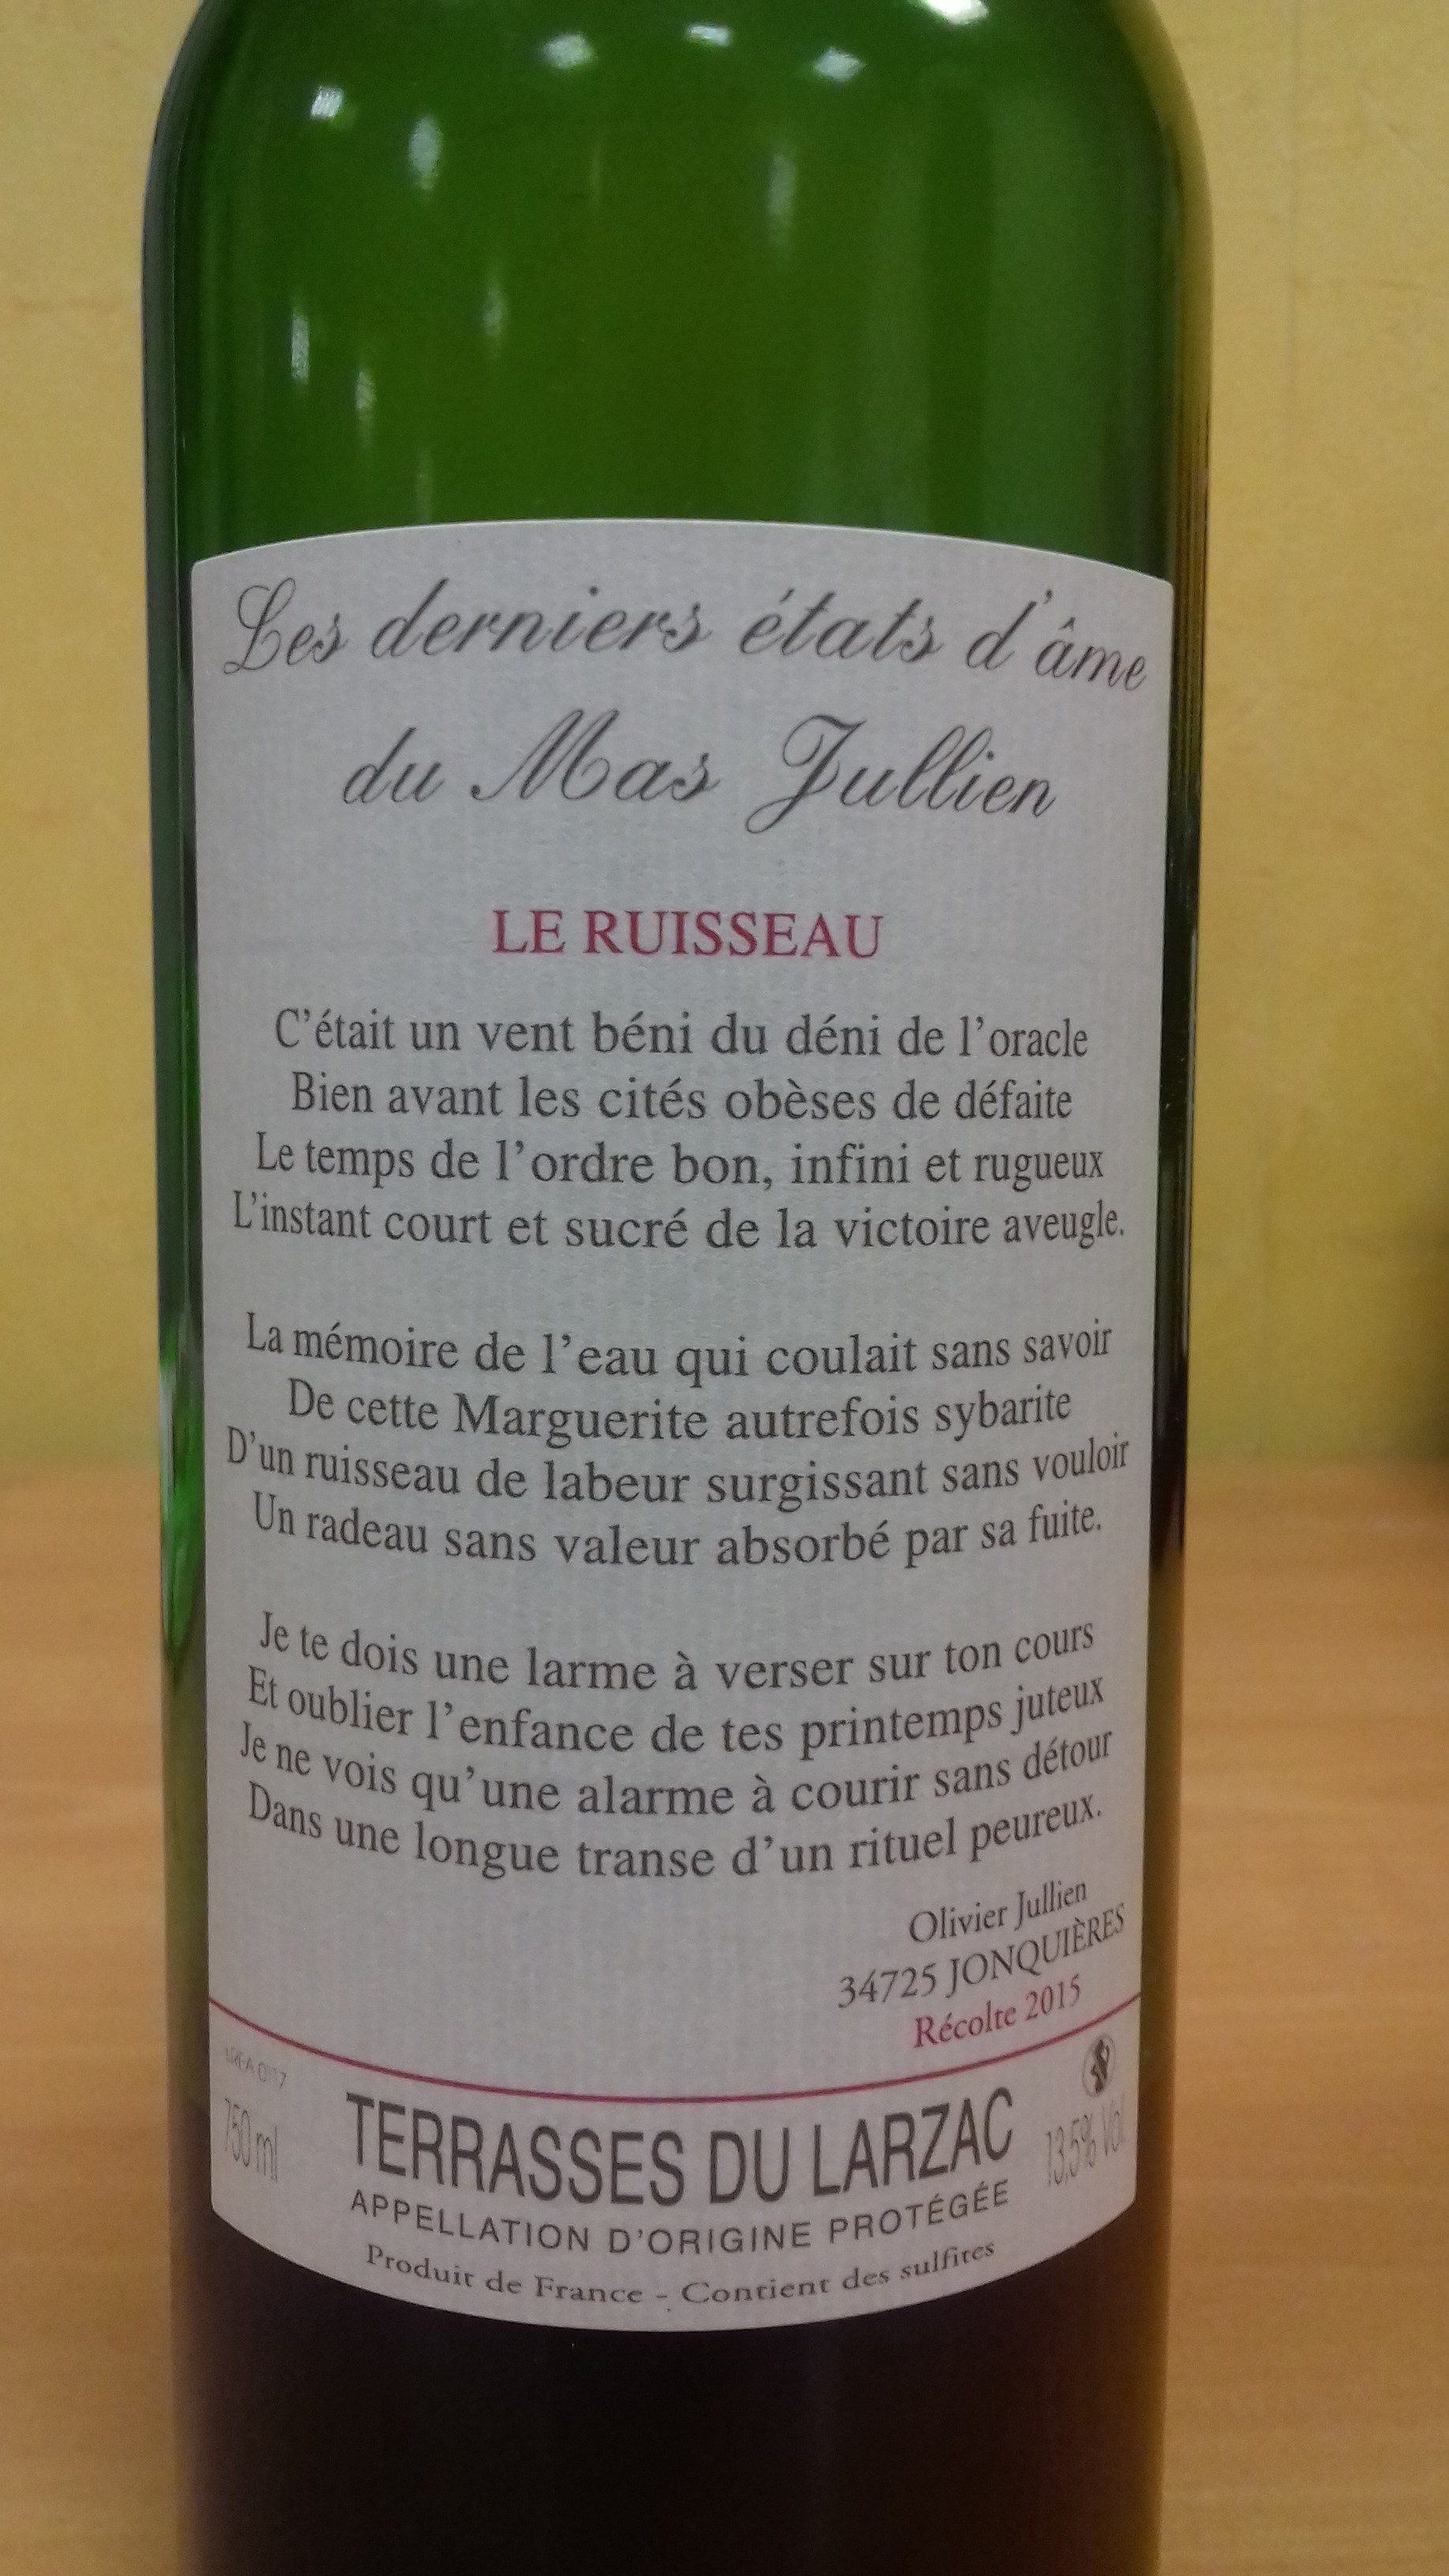 Les derniers états d'âme
du Mas Jullien
LE RUISSEAU
C'était un vent béni du déni de l'oracle
Bien avant les cités obèses de défaite
Le temps de l'ordre bon, infini et rugueux
L'instant court et sucré de la victoire aveugle.
La mémoire de l'eau qui coulait sans savoir
De cette Marguerite autrefois sybarite
D'un ruisseau de labeur surgissant sans vouloir
Un radeau sans valeur absorbé par sa fuite.
Je te dois une larme à verser sur ton cours
Et oublier l'enfance de tes printemps juteux
Je ne vois qu'une alarme à courir sans détour
Dans une longue transe d'un rituel peureux.
Olivier Jullien
34725 JONQUIÈRES
Récolte 2015
750 ml
TERRASSES DU LARZAC
13,5% Vol
APPELLATION D'ORIGINE PROTÉGÉE
Produit de France - Contient des sulfites